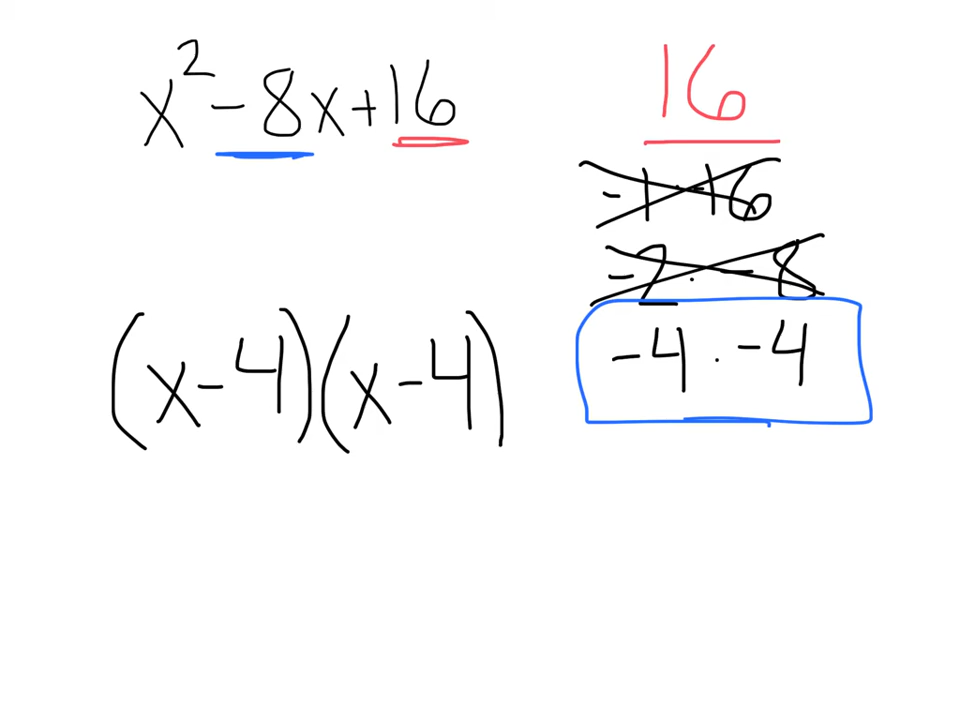 x² - 8x + 16
16
-1 · -16
-2 · -8
-4 · -4
(x - 4)(x - 4)